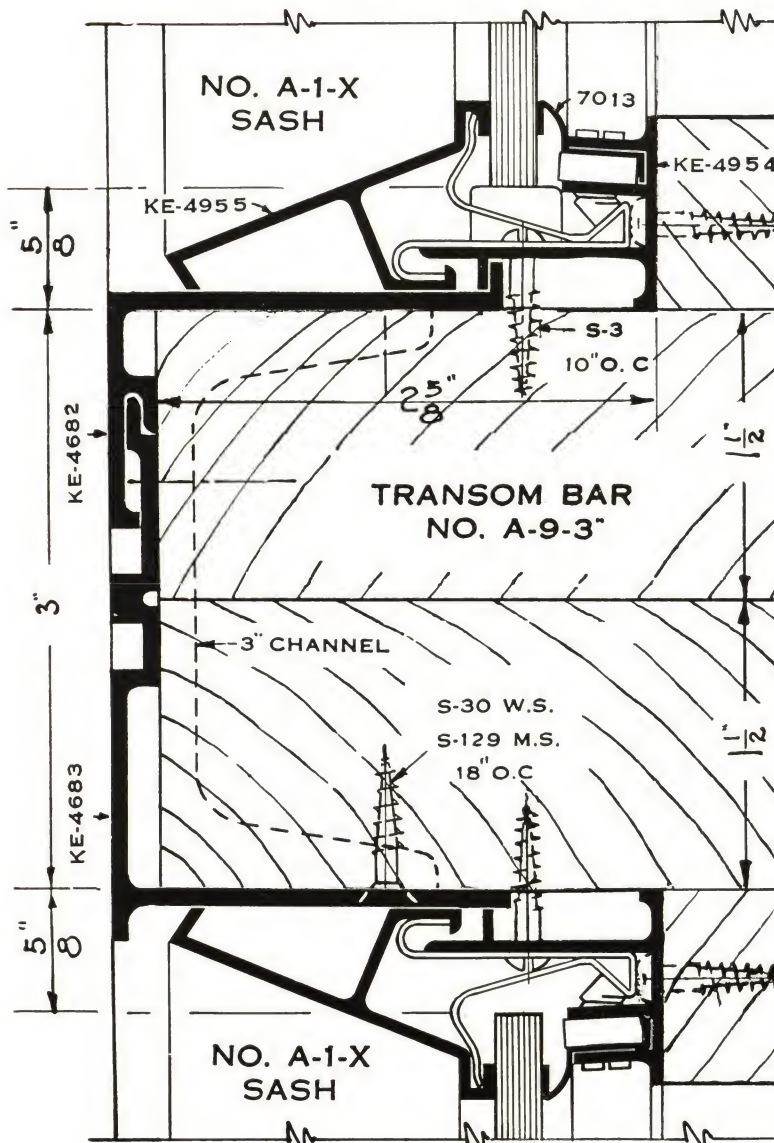 NO. A-1-X
SASH
7013
KE-4954
KE-4955
5/8"
S-3
10" O.C
2 5/8"
1 1/2"
KE-4682
TRANSOM BAR
NO. A-9-3"
3"
3" CHANNEL
S-30 W.S.
S-129 M.S.
18" O.C
1 1/2"
KE-4683
5/8"
NO. A-1-X
SASH